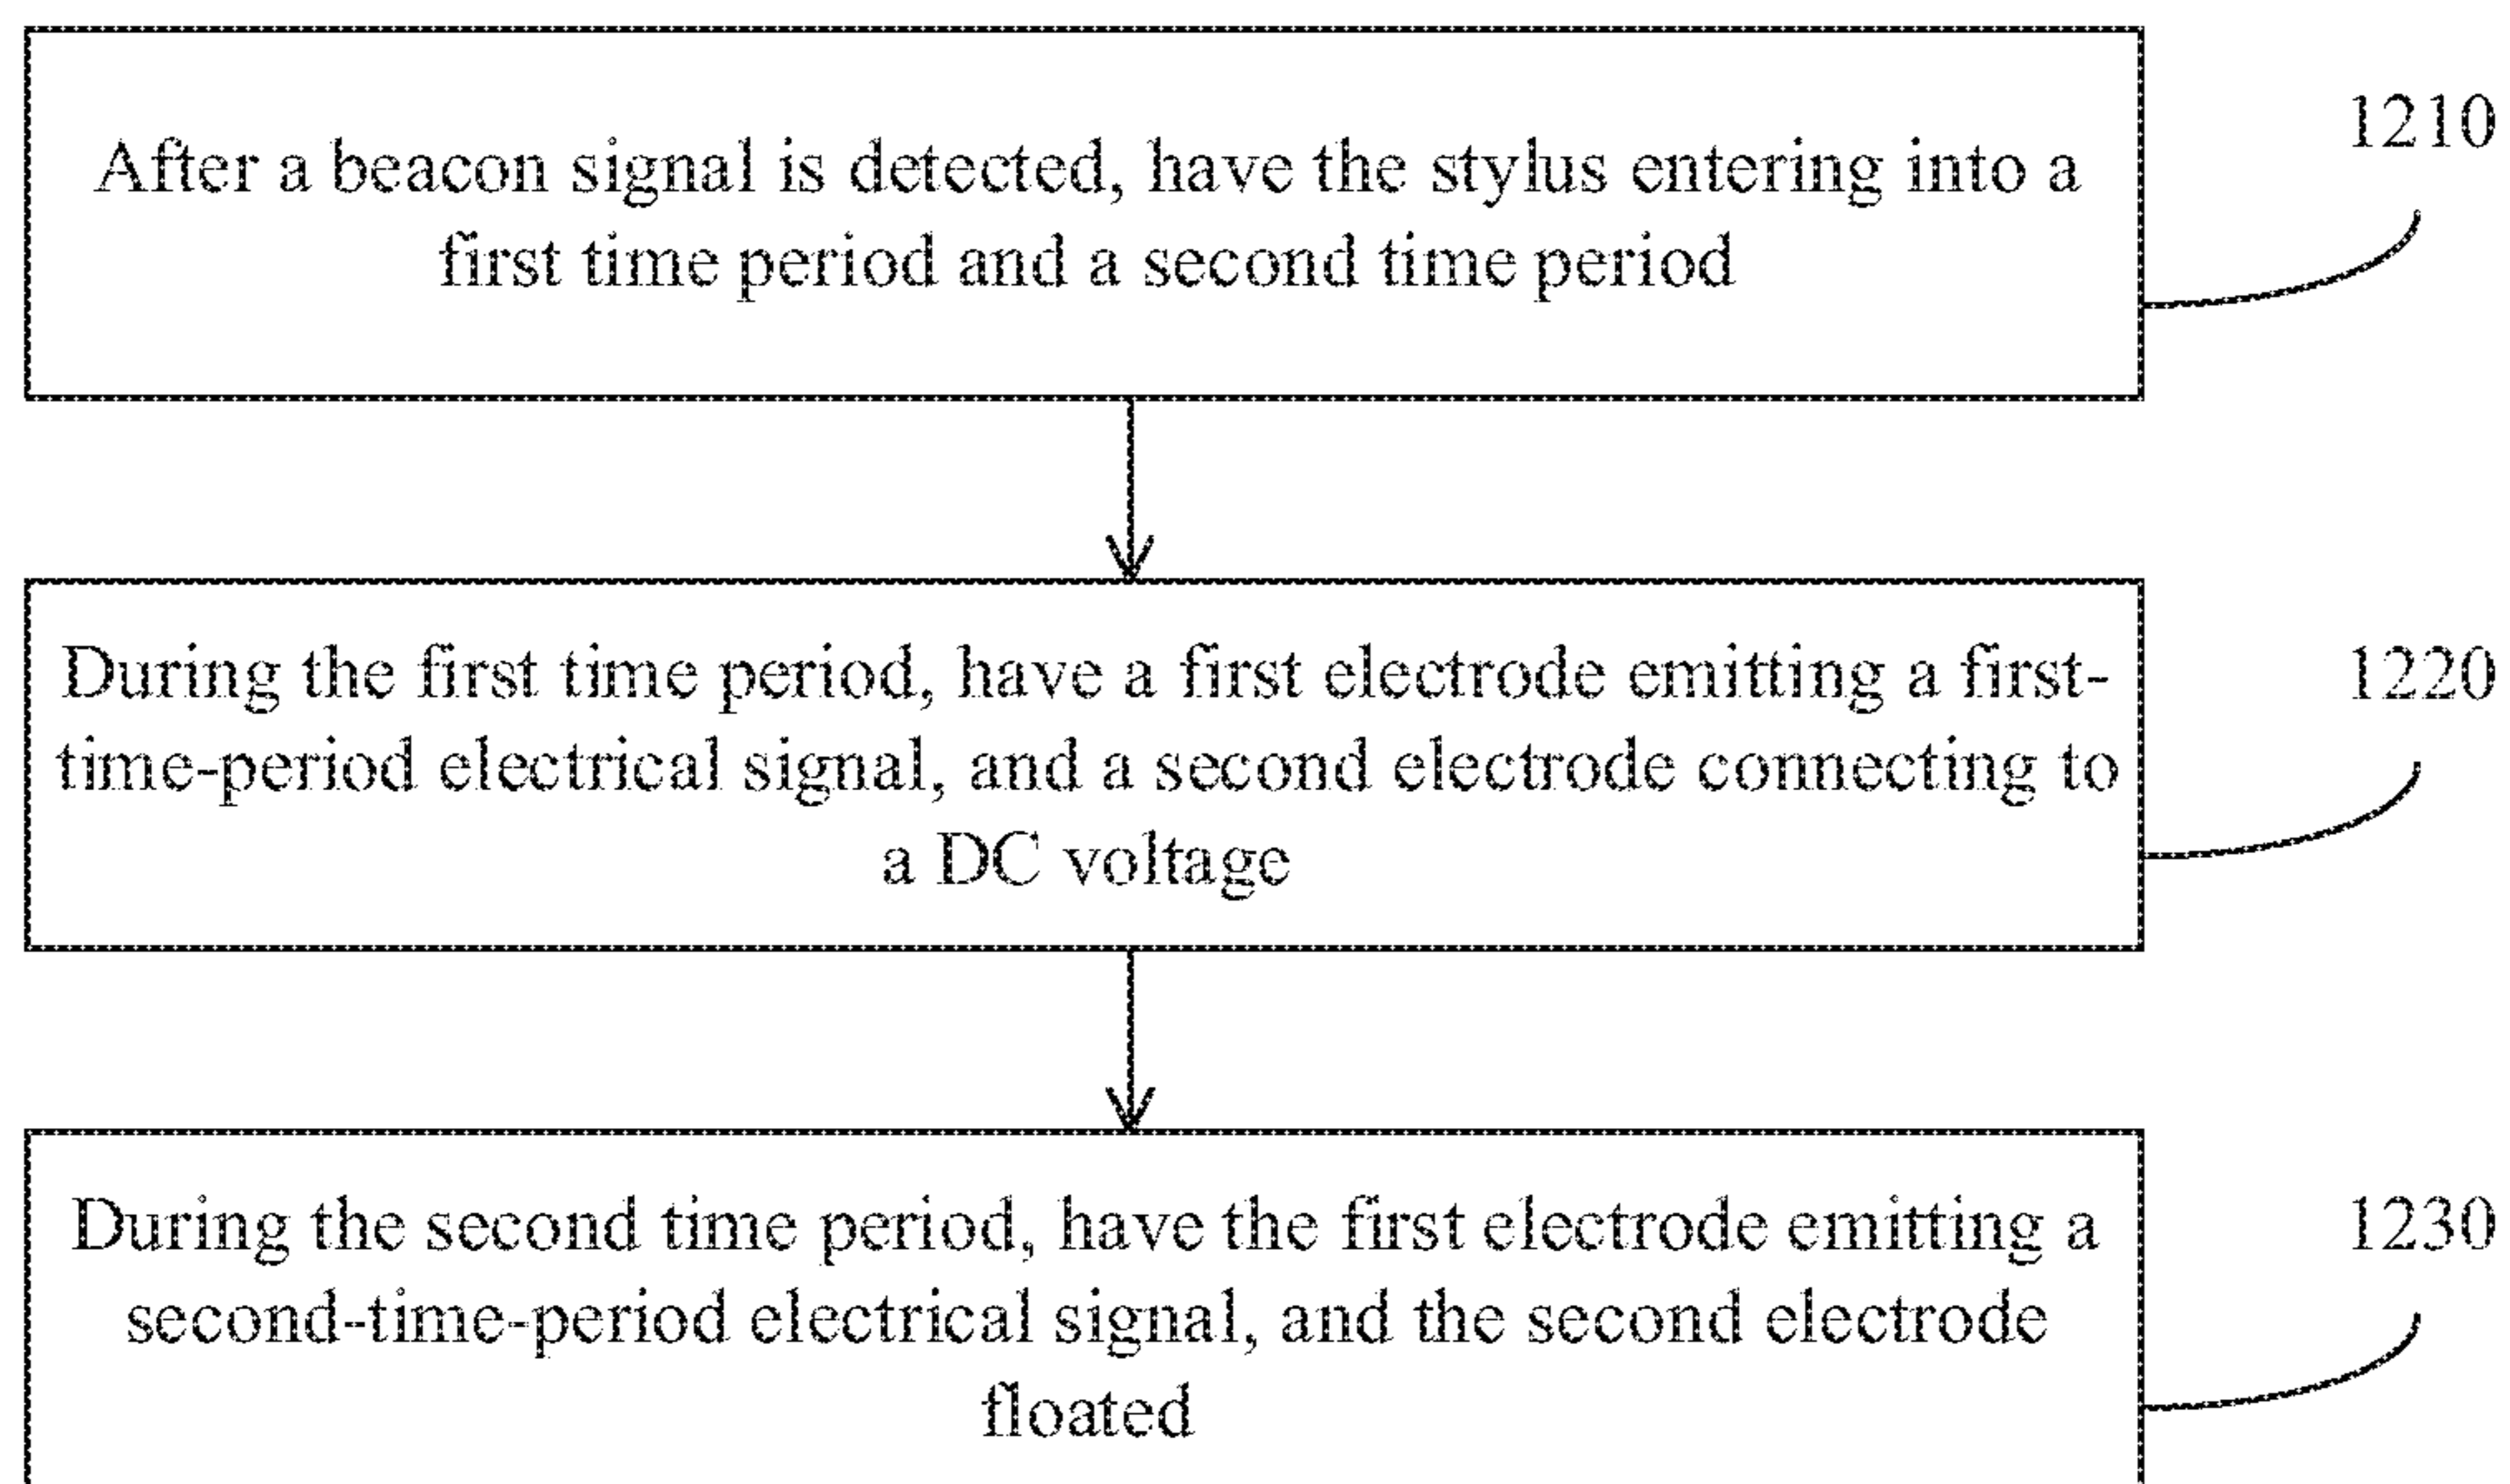 After a beacon signal is detected, have the stylus entering into a
first time period and a second time period
1210
During the first time period, have a first electrode emitting a first-
time-period electrical signal, and a second electrode connecting to
a DC voltage
1220
During the second time period, have the first electrode emitting a
second-time-period electrical signal, and the second electrode
floated
1230